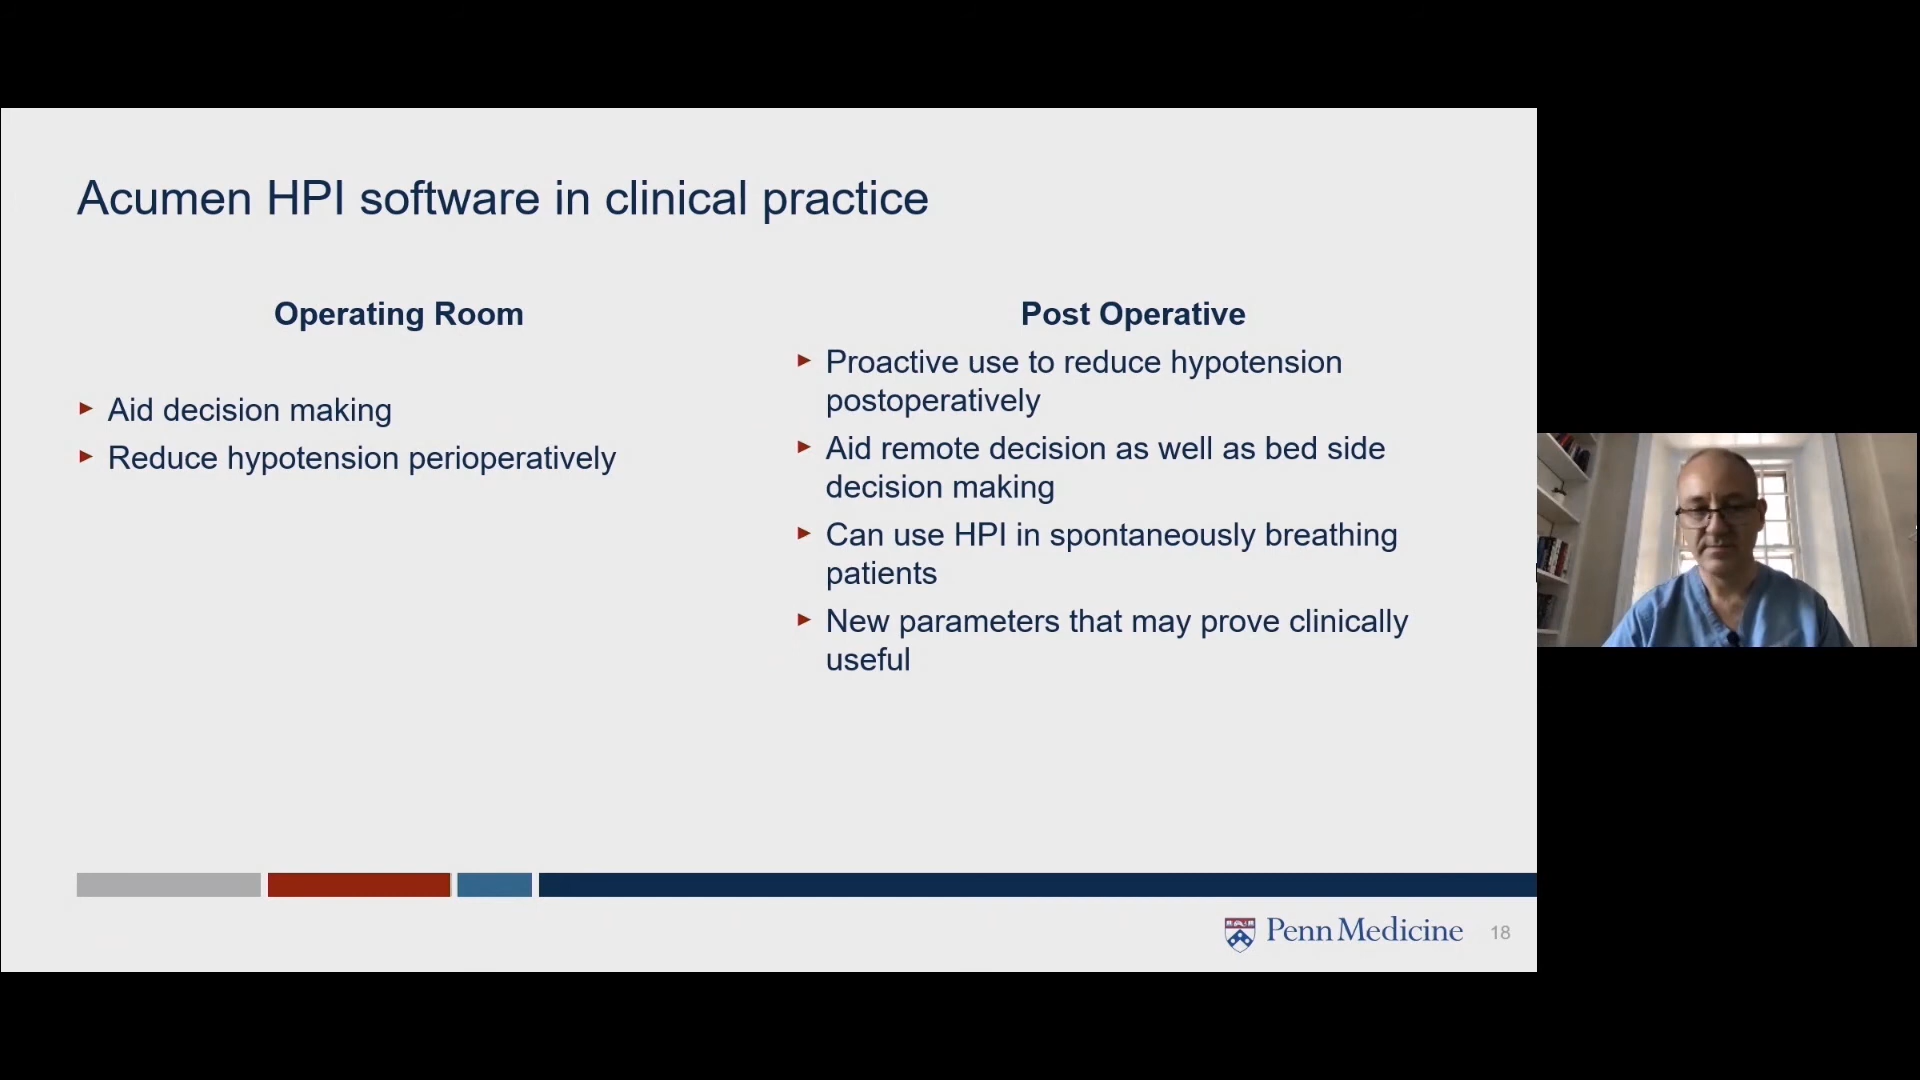 Acumen HPI software in clinical practice
Operating Room
Aid decision making
Reduce hypotension perioperatively
Post Operative
Proactive use to reduce hypotension
postoperatively
Aid remote decision as well as bed side
decision making
Can use HPI in spontaneously breathing
patients
New parameters that may prove clinically
useful
Penn Medicine
18